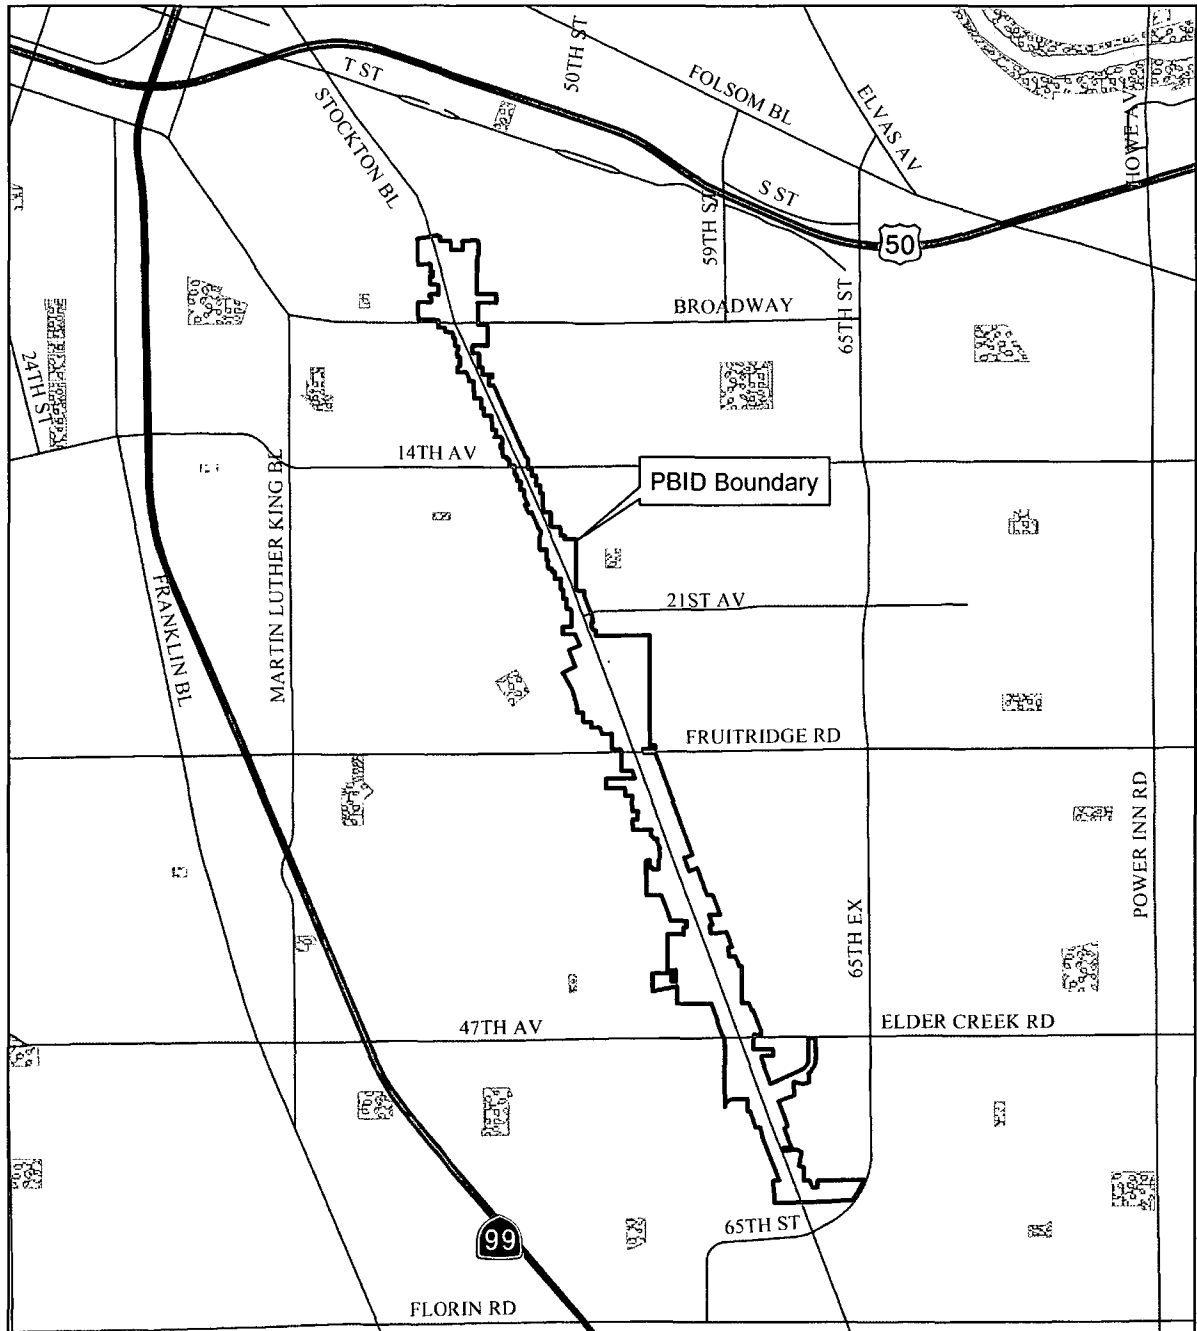 50TH ST
T ST
FOLSOM BL
ELVAS AV
HOWE AV
STOCKTON BL
S ST
59TH ST
50
65TH ST
BROADWAY
24TH ST
14TH AV
MARTIN LUTHER KING BL
PBID Boundary
FRANKLIN BL
21ST AV
FRUITRIDGE RD
POWER INN RD
65TH EX
47TH AV
ELDER CREEK RD
65TH ST
99
FLORIN RD